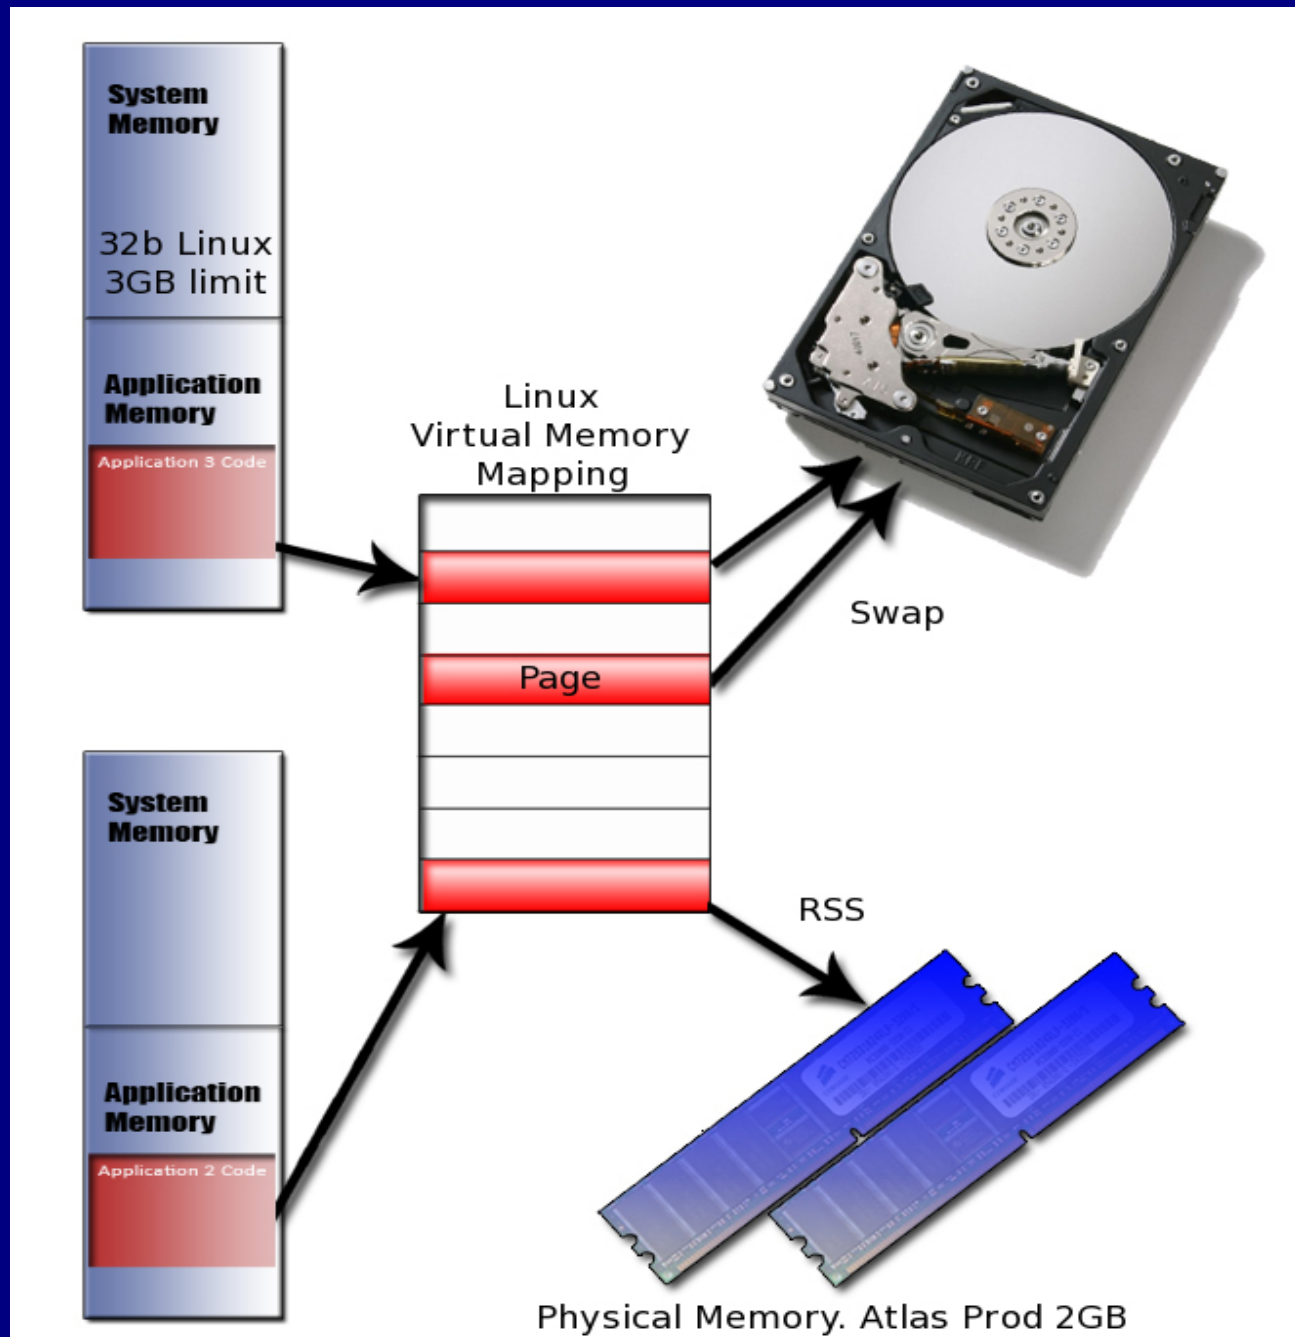 System
Memory
32b Linux
3GB limit
Application
Memory
Application 3 Code
Linux
Virtual Memory
Mapping
Page
Swap
System
Memory
Application
Memory
Application 2 Code
RSS
Physical Memory. Atlas Prod 2GB